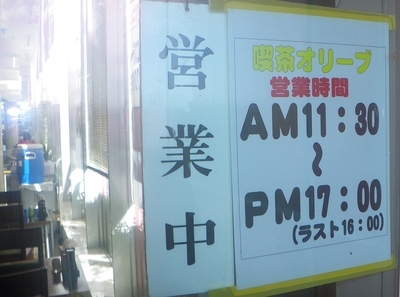 営業中
喫茶オリーブ
営業時間
AM11:30
〜
PM17:00
(ラスト16:00)